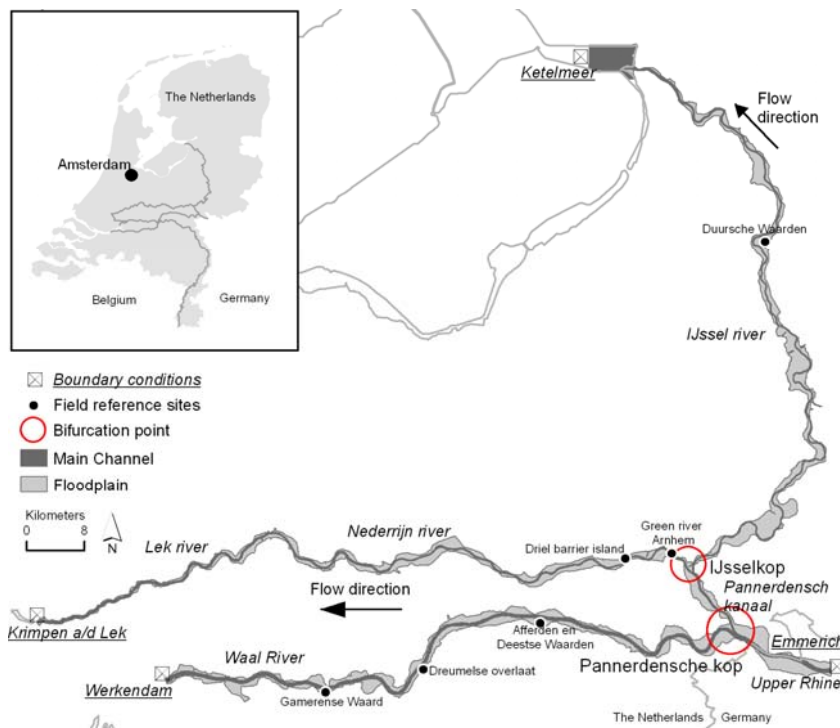 The Netherlands
Amsterdam
Belgium
Germany
Ketelmeer
Flow
direction
Duursche Waarden
IJssel river
Boundary conditions
Field reference sites
Bifurcation point
Main Channel
Floodplain
Kilometers
0 8
N
Lek river
Nederrijn river
Driel barrier island
Green river
Arnhem
IJsselkop
Pannerdensch
kanaal
Flow direction
Krimpen a/d Lek
Waal River
Afferden en
Deestse Waarden
Pannerdensche kop
Emmerich
Upper Rhine
Werkendam
Dreumelse overlaat
Gamerense Waard
The Netherlands
Germany